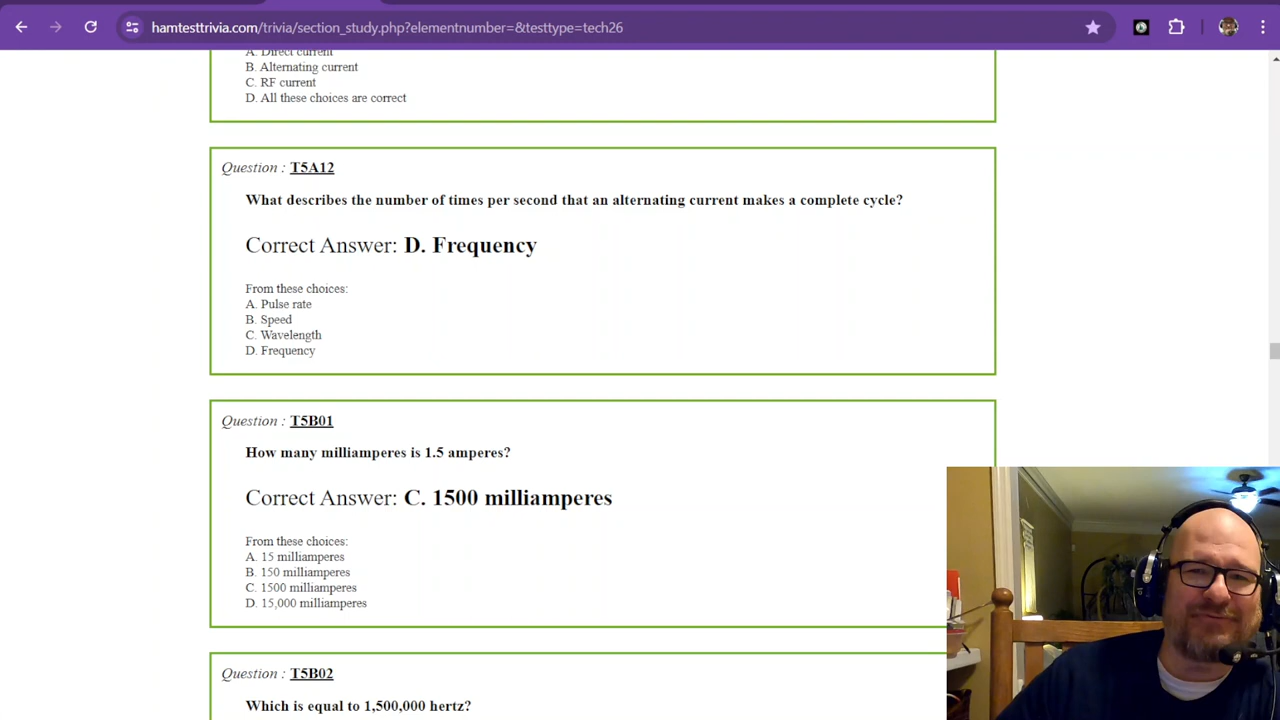 hamtesttrivia.com/trivia/section_study.php?elementnumber=&testtype=tech26
A. Direct current
B. Alternating current
C. RF current
D. All these choices are correct
Question : T5A12
What describes the number of times per second that an alternating current makes a complete cycle?
Correct Answer: D. Frequency
From these choices:
A. Pulse rate
B. Speed
C. Wavelength
D. Frequency
Question : T5B01
How many milliamperes is 1.5 amperes?
Correct Answer: C. 1500 milliamperes
From these choices:
A. 15 milliamperes
B. 150 milliamperes
C. 1500 milliamperes
D. 15,000 milliamperes
Question : T5B02
Which is equal to 1,500,000 hertz?